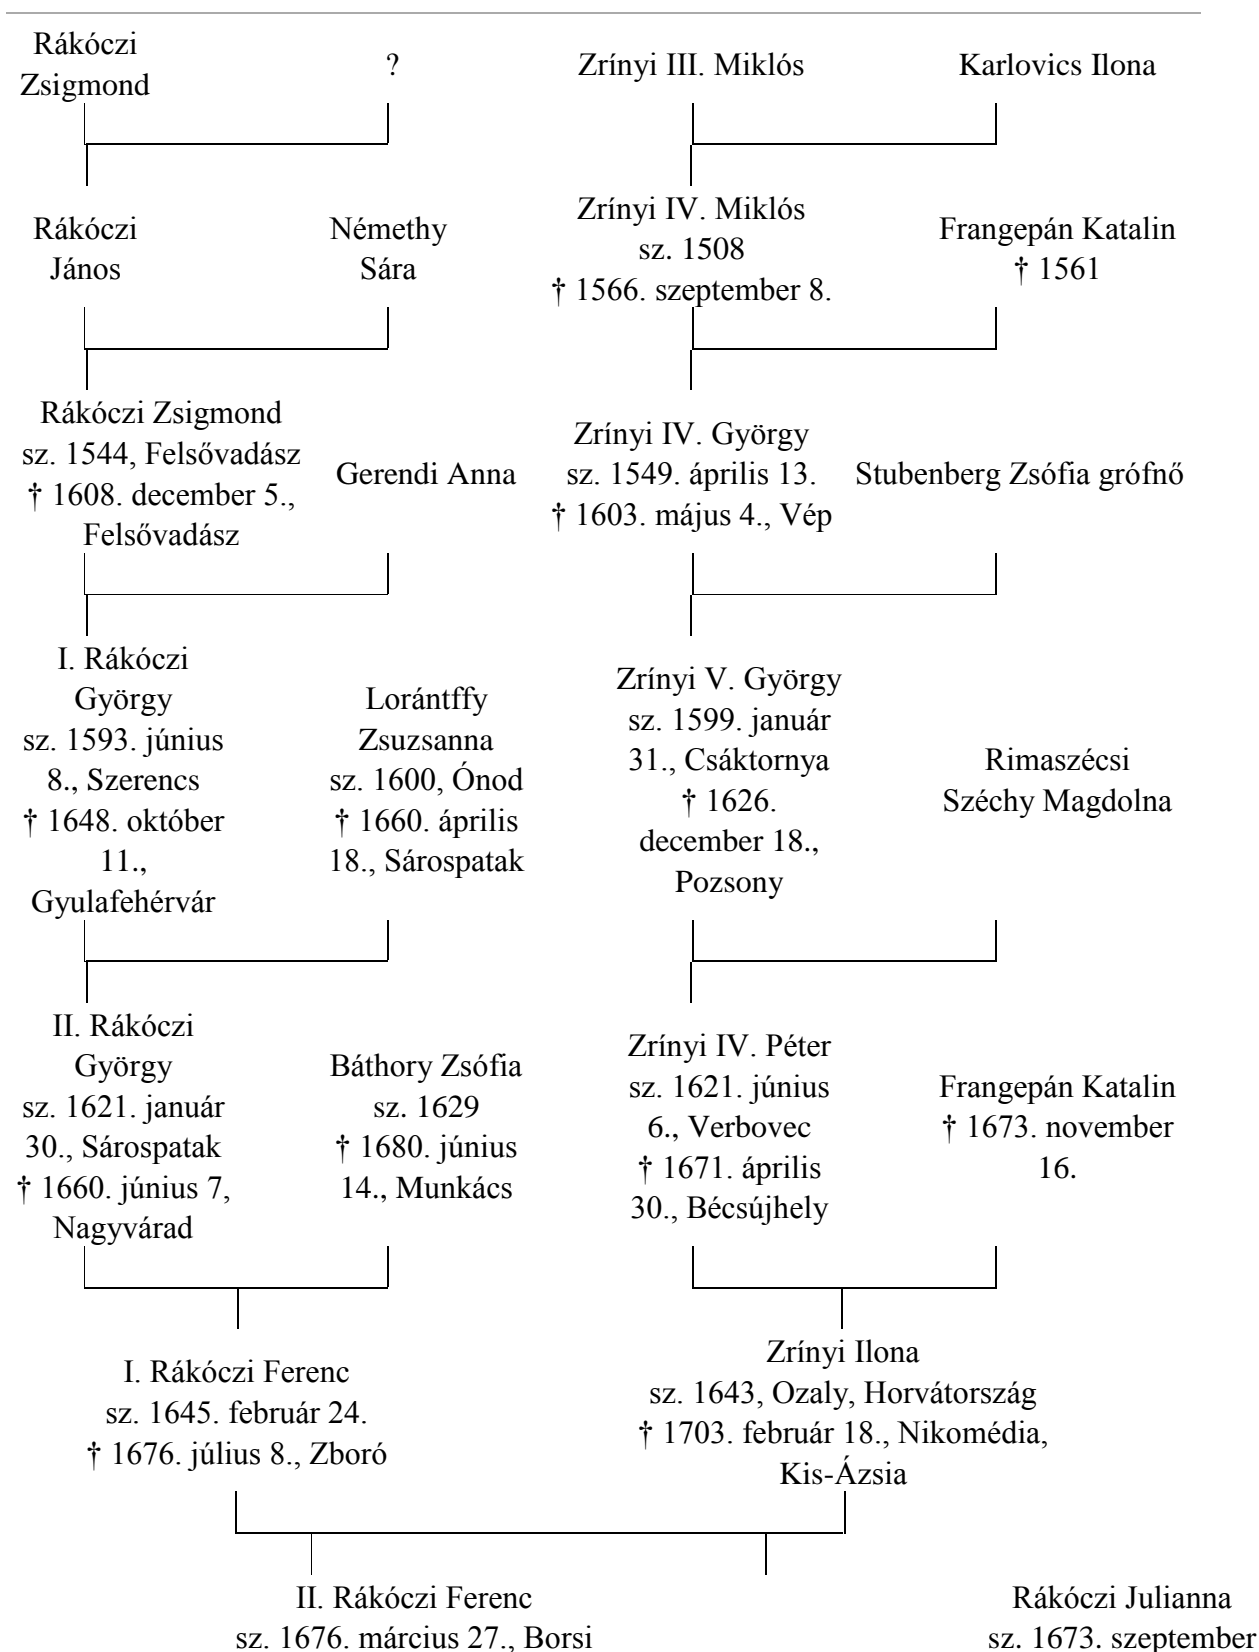 Rákóczi
Zsigmond
?
Zrínyi III. Miklós
Karlovics Ilona
Rákóczi
János
Némethy
Sára
Zrínyi IV. Miklós
sz. 1508
† 1566. szeptember 8.
Frangepán Katalin
† 1561
Rákóczi Zsigmond
sz. 1544, Felsővadász
† 1608. december 5.,
Felsővadász
Gerendi Anna
Zrínyi IV. György
sz. 1549. április 13.
† 1603. május 4., Vép
Stubenberg Zsófia grófnő
I. Rákóczi
György
sz. 1593. június
8., Szerencs
† 1648. október
11.,
Gyulafehérvár
Lorántffy
Zsuzsanna
sz. 1600, Ónod
† 1660. április
18., Sárospatak
Zrínyi V. György
sz. 1599. január
31., Csáktornya
† 1626.
december 18.,
Pozsony
Rimaszécsi
Széchy Magdolna
II. Rákóczi
György
sz. 1621. január
30., Sárospatak
† 1660. június 7,
Nagyvárad
Báthory Zsófia
sz. 1629
† 1680. június
14., Munkács
Zrínyi IV. Péter
sz. 1621. június
6., Verbovec
† 1671. április
30., Bécsújhely
Frangepán Katalin
† 1673. november
16.
I. Rákóczi Ferenc
sz. 1645. február 24.
† 1676. július 8., Zboró
Zrínyi Ilona
sz. 1643, Ozaly, Horvátország
† 1703. február 18., Nikomédia,
Kis-Ázsia
II. Rákóczi Ferenc
sz. 1676. március 27., Borsi
Rákóczi Julianna
sz. 1673. szeptember